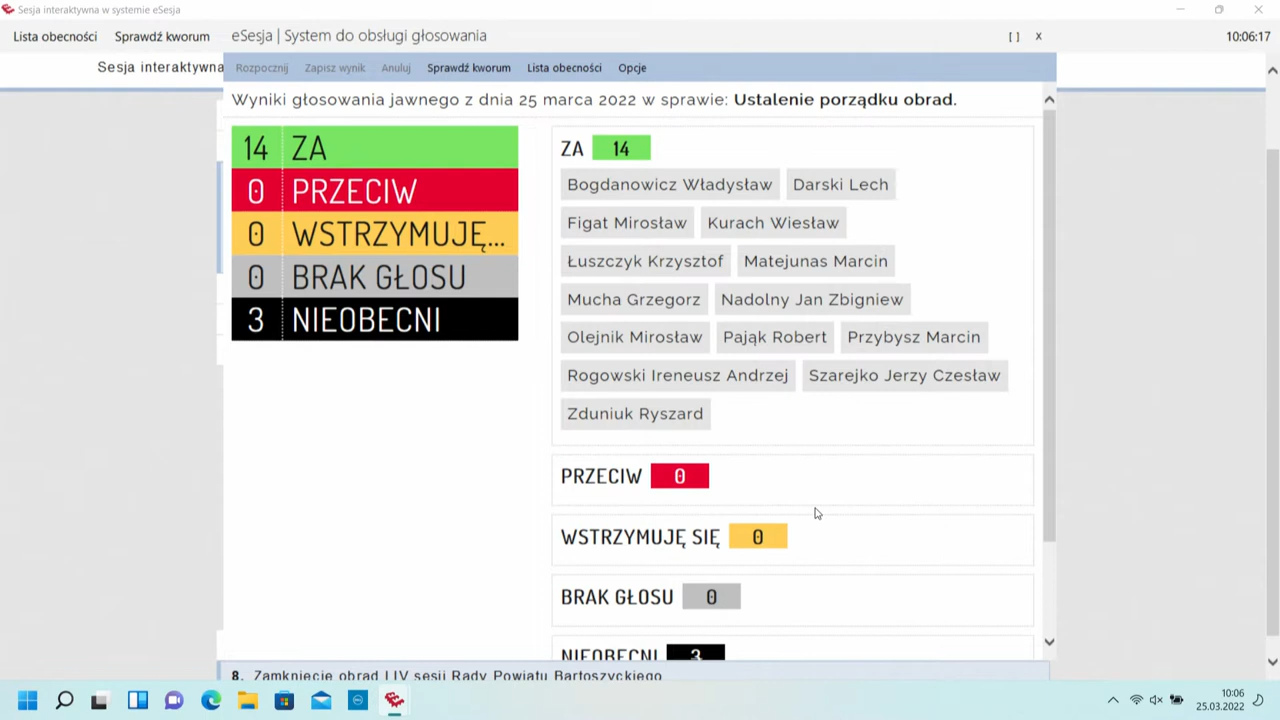 Sesja interaktywna w systemie eSesja
Lista obecności Sprawdź kworum
eSesja | System do obsługi głosowania
[ ] x
10:06:17
Sesja interaktywna
Rozpocznij Zapisz wynik Anuluj Sprawdź kworum Lista obecności Opcje
Wyniki głosowania jawnego z dnia 25 marca 2022 w sprawie: Ustalenie porządku obrad.
14 ZA
0 PRZECIW
0 WSTRZYMUJĘ...
0 BRAK GŁOSU
3 NIEOBECNI
ZA 14
Bogdanowicz Władysław Darski Lech
Figat Mirosław Kurach Wiesław
Łuszczyk Krzysztof Matejunas Marcin
Mucha Grzegorz Nadolny Jan Zbigniew
Olejnik Mirosław Pająk Robert Przybysz Marcin
Rogowski Ireneusz Andrzej Szarejko Jerzy Czesław
Zduniuk Ryszard
PRZECIW 0
WSTRZYMUJĘ SIĘ 0
BRAK GŁOSU 0
NIEOBECNI 3
8. Zamknięcie obrad LIV sesji Rady Powiatu Bartoszyckiego
10:06
25.03.2022